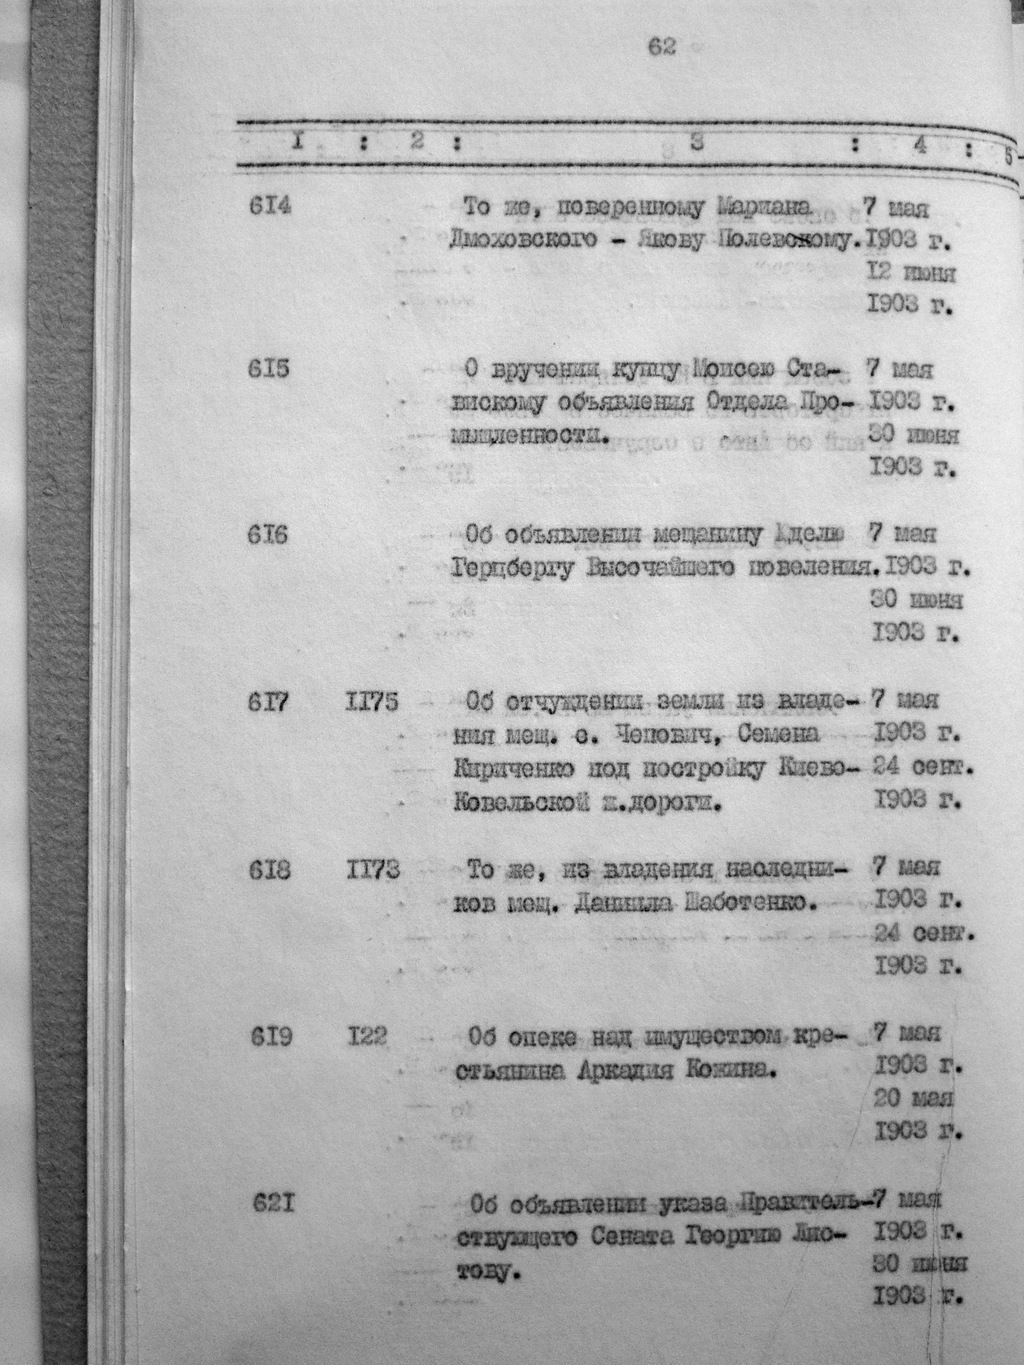 62
I : 2 : 3 : 4 : 5
6I4 То же, поверенному Мариана 7 мая
Дмоховского - Якову Полевскому. I903 г.
I2 июня
I903 г.
6I5 О вручении купцу Моисею Ста- 7 мая
вискому объявления Отдела Про- I903 г.
мышленности. 30 июня
I903 г.
6I6 Об объявлении мещанину Аделю 7 мая
Герцбергу Высочайшего повеления. I903 г.
30 июня
I903 г.
6I7 II75 Об отчуждении земли из владе- 7 мая
ния мещ. с. Чепович, Семена I903 г.
Кириченко под постройку Киево- 24 сент.
Ковельской ж.дороги. I903 г.
6I8 II73 То же, из владения наследни- 7 мая
ков мещ. Даниила Шаботенко. I903 г.
24 сент.
I903 г.
6I9 I22 Об опеке над имуществом кре- 7 мая
стьянина Аркадия Кожина. I903 г.
20 мая
I903 г.
62I Об объявлении указа Правитель- 7 мая
ствующего Сената Георгию Лис- I903 г.
тову. 30 июня
I903 г.